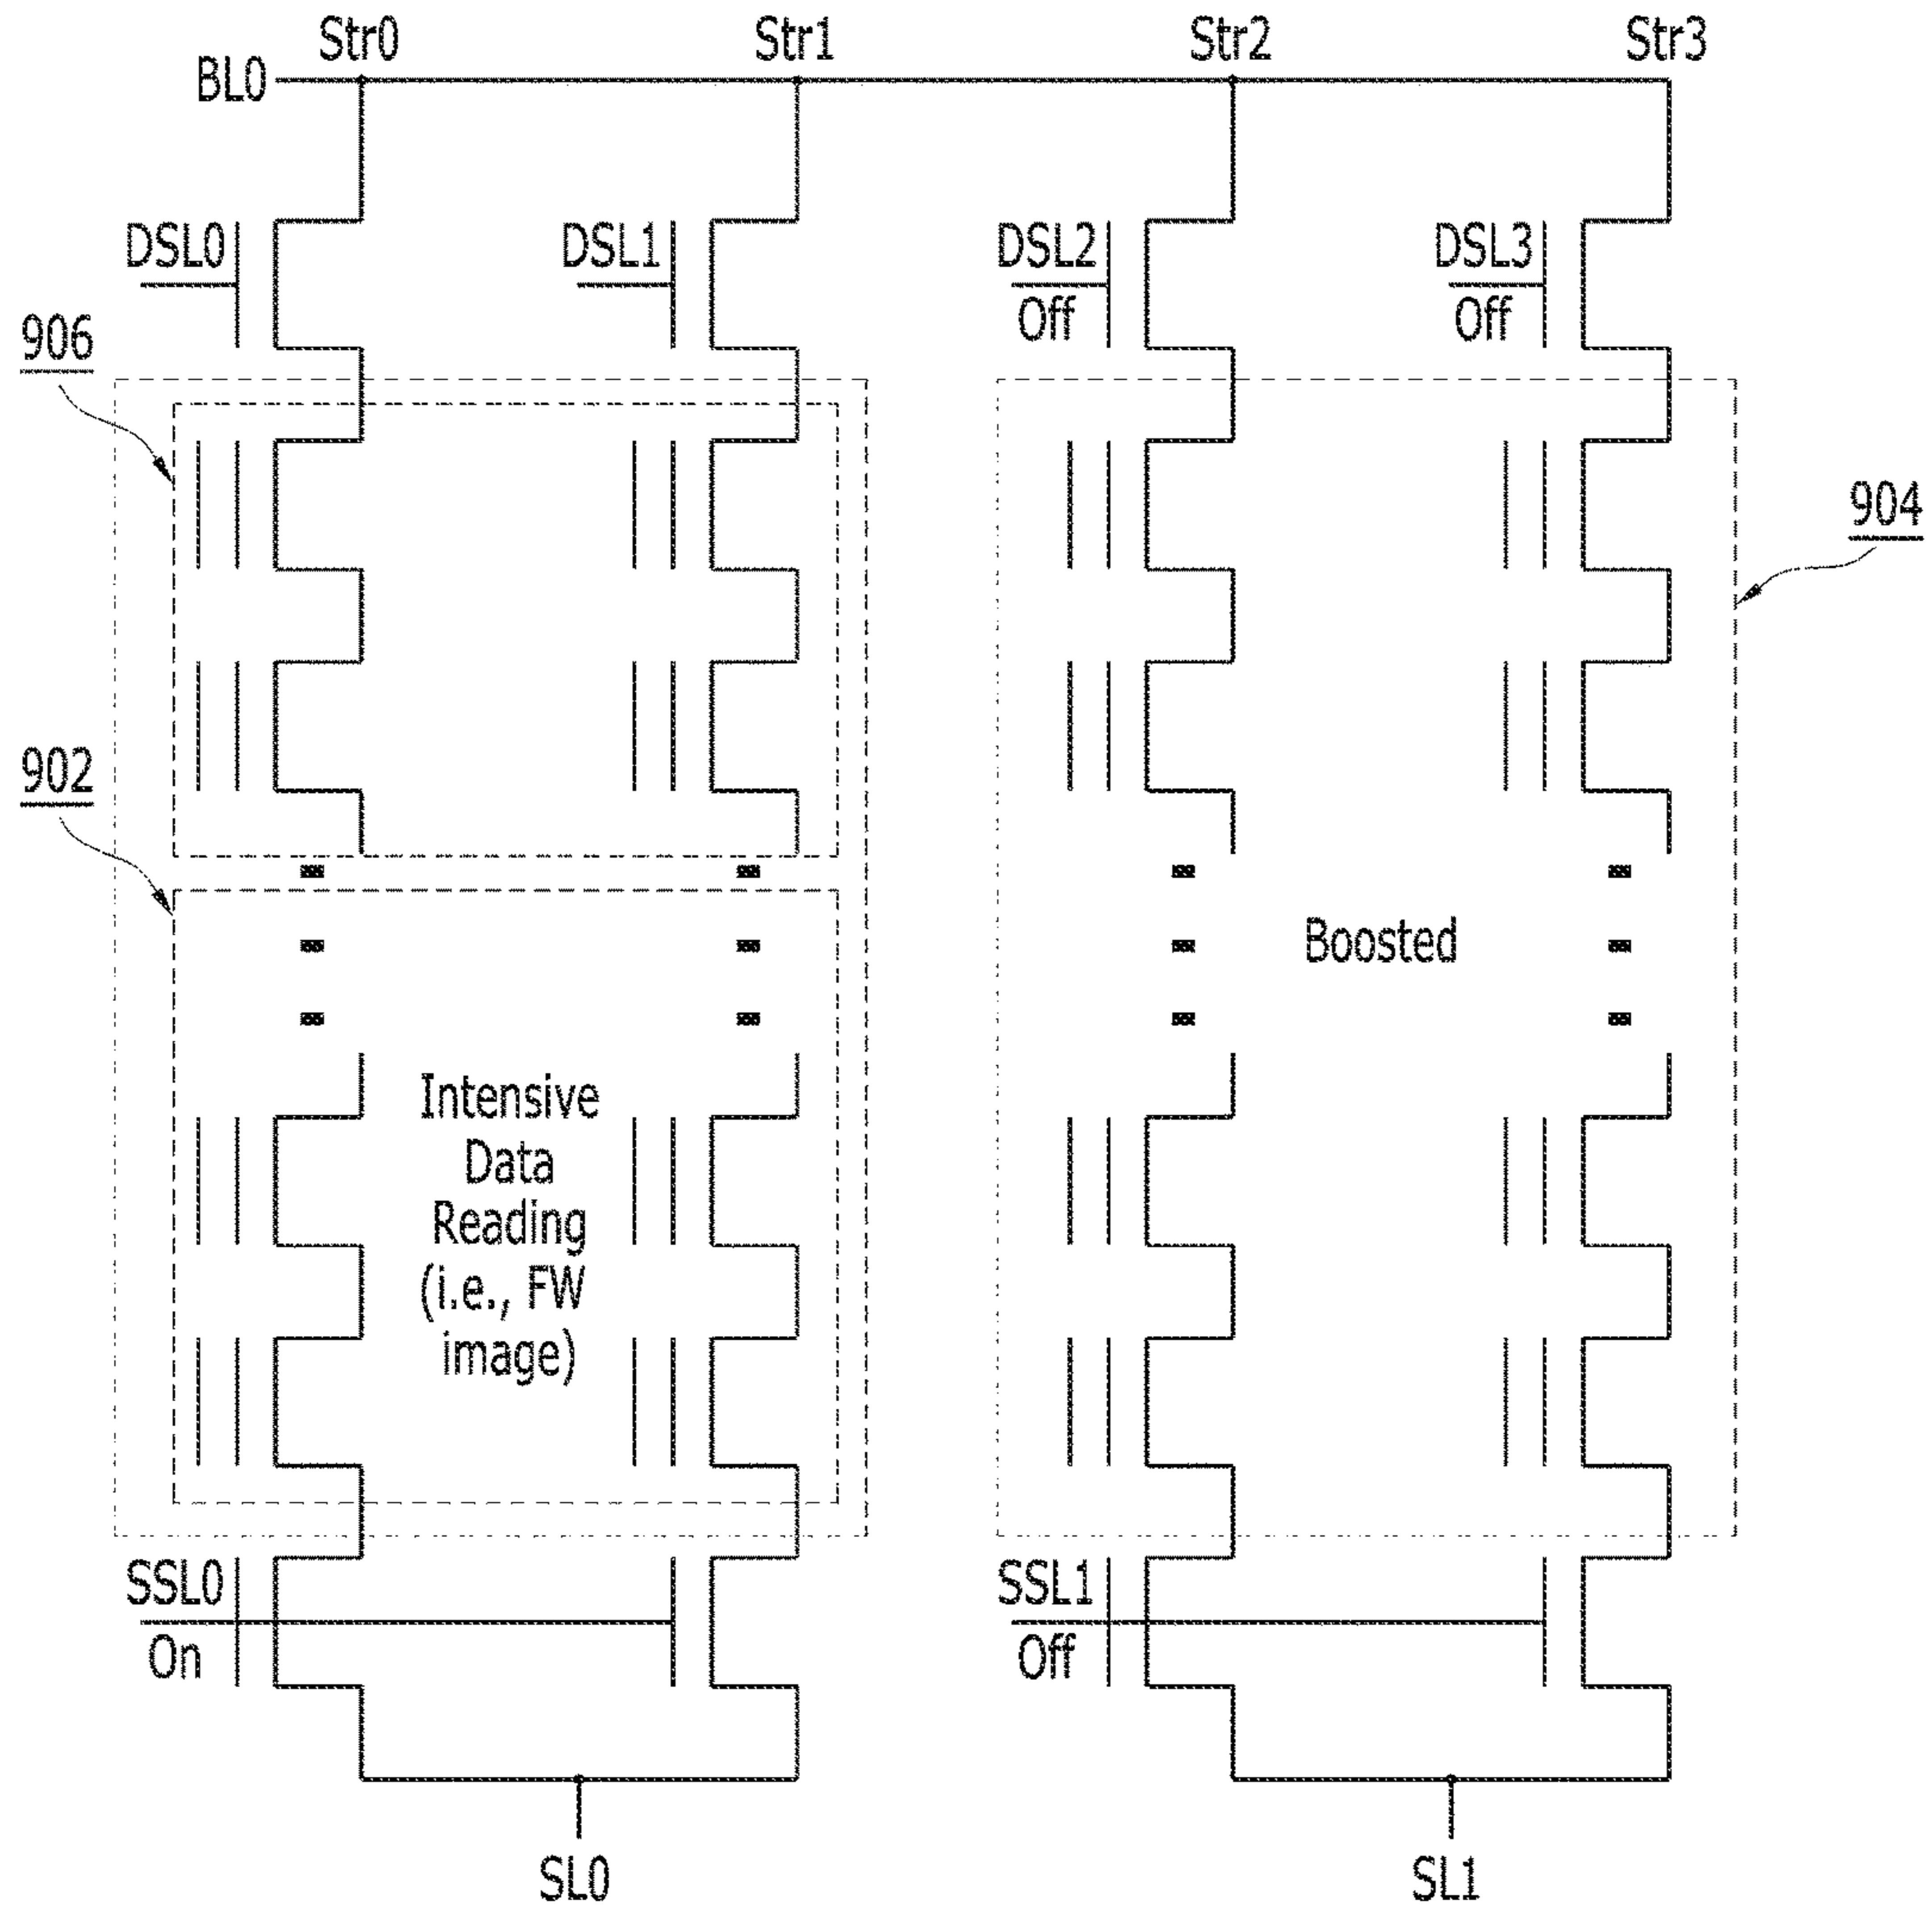 Str0 Str1 Str2 Str3
BL0
DSL0 DSL1 DSL2 DSL3
Off Off
906
904
902
Boosted
Intensive
Data
Reading
(i.e., FW
image)
SSL0 SSL1
On Off
SL0 SL1